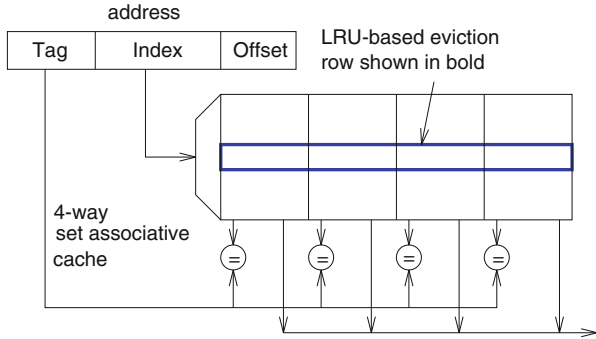 address
Tag Index Offset
LRU-based eviction
row shown in bold
4-way
set associative
cache
= = = =